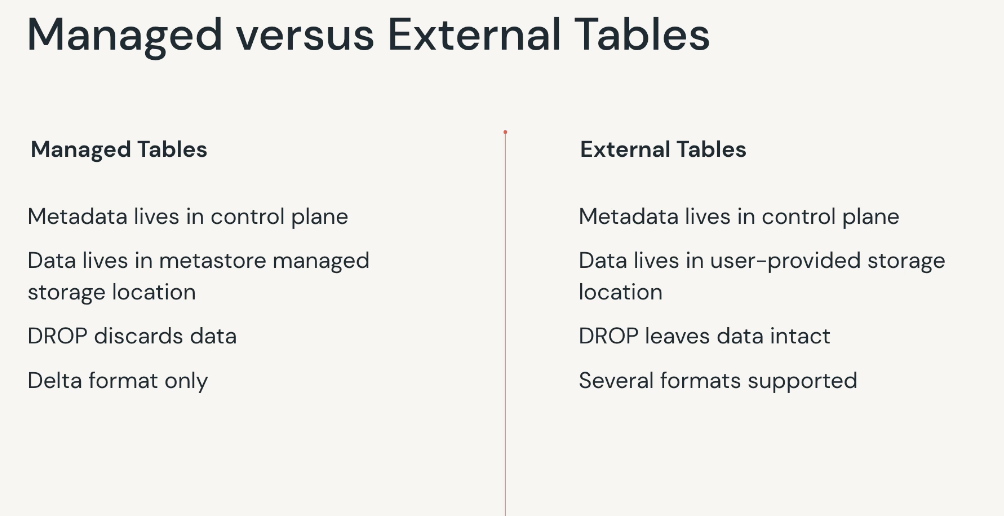 Managed versus External Tables
Managed Tables
Metadata lives in control plane
Data lives in metastore managed
storage location
DROP discards data
Delta format only
External Tables
Metadata lives in control plane
Data lives in user-provided storage
location
DROP leaves data intact
Several formats supported